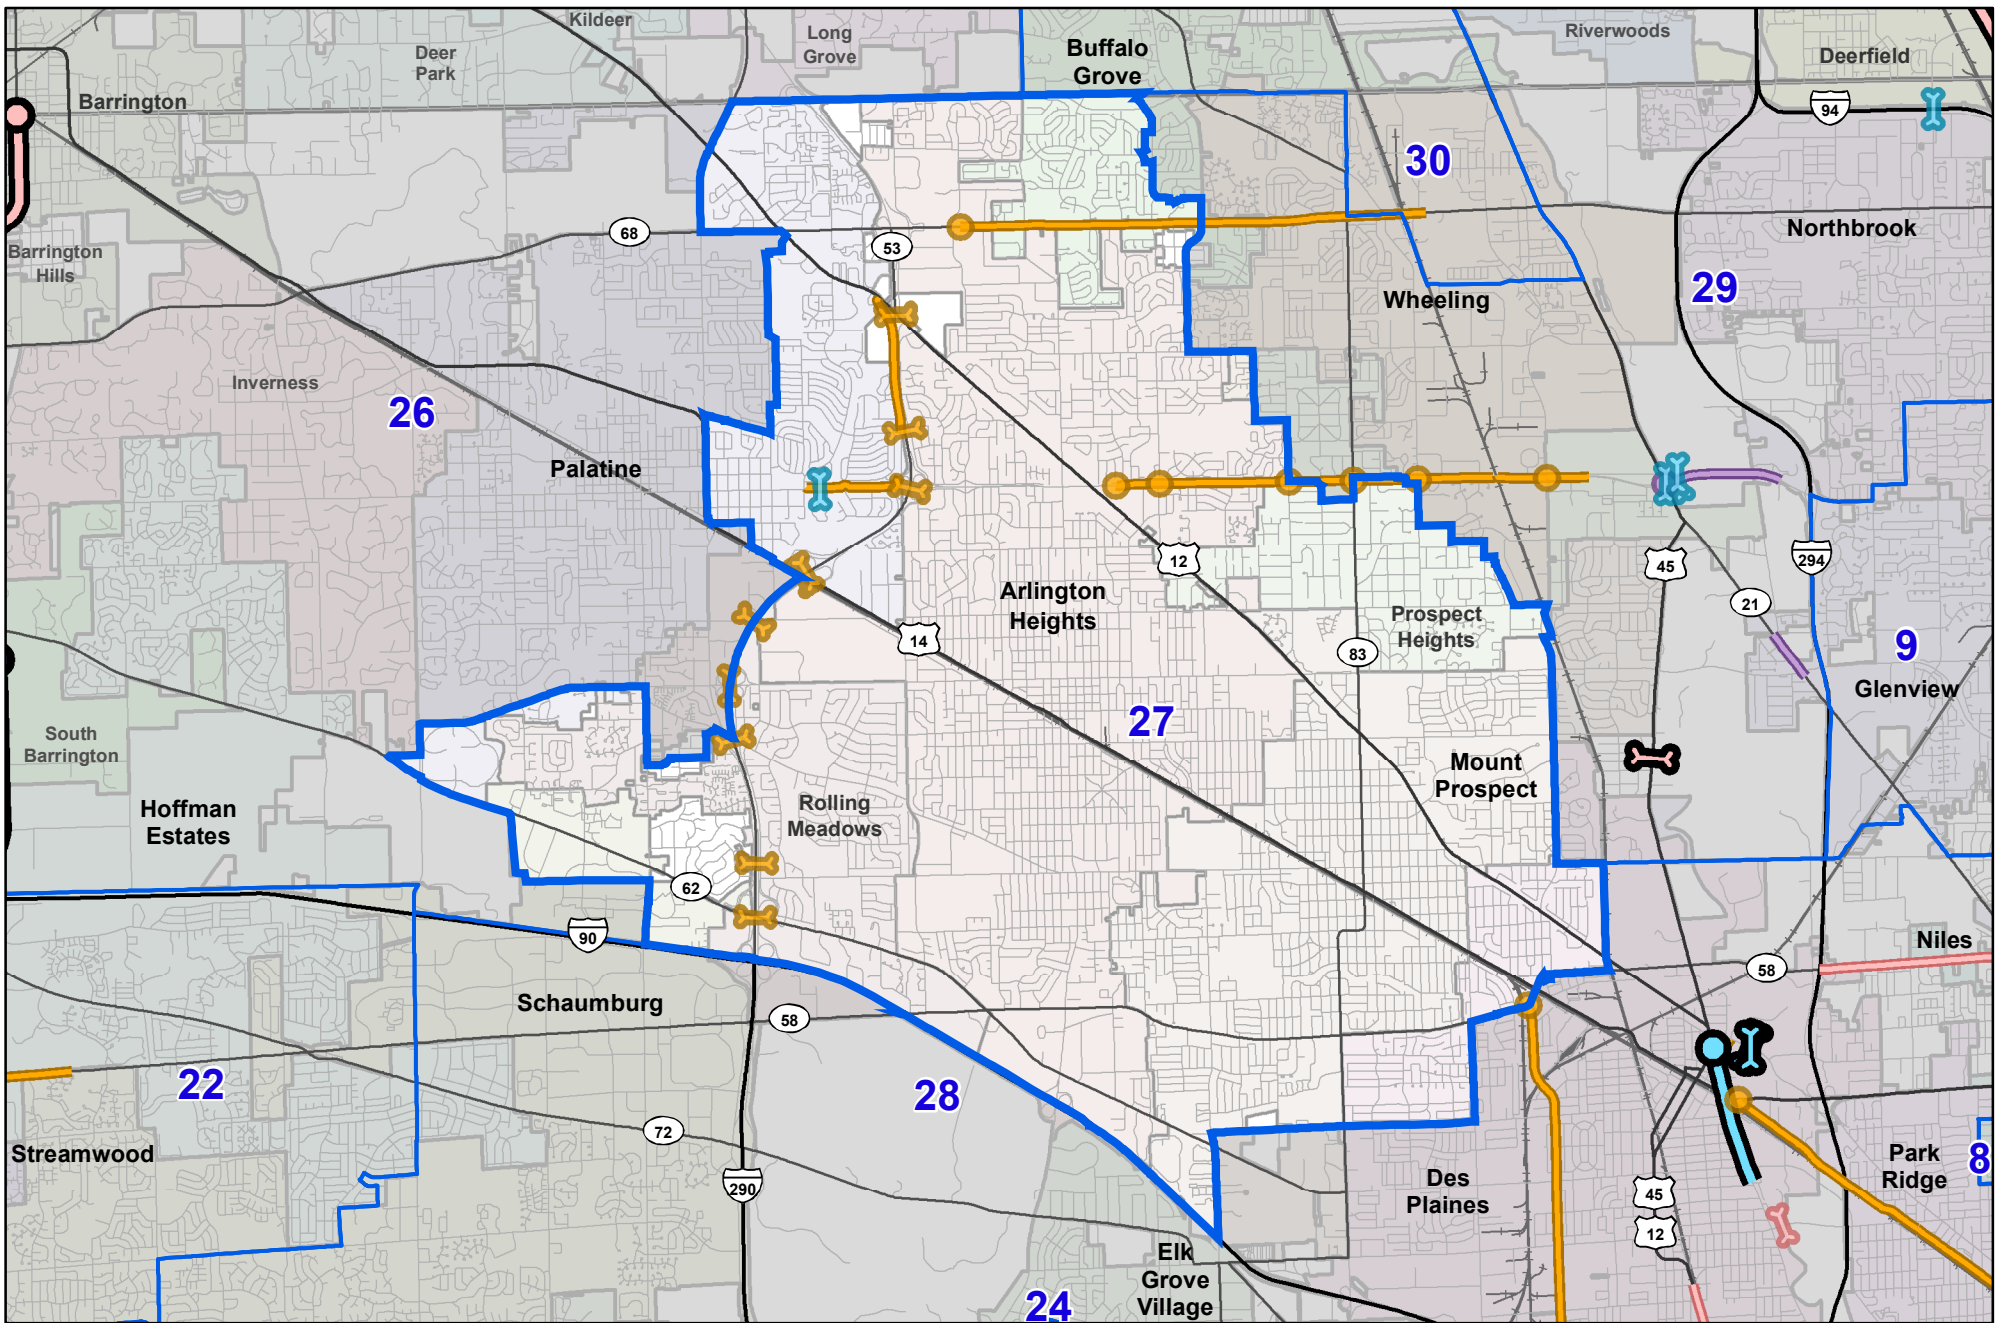 Kildeer
Long
Grove
Riverwoods
Buffalo
Grove
Deer
Park
Deerfield
Barrington
94
30
68
53
Northbrook
Barrington
Hills
29
Wheeling
Inverness
26
Palatine
12
294
45
Arlington
Heights
21
Prospect
Heights
14
83
9
Glenview
27
South
Barrington
Mount
Prospect
Rolling
Meadows
Hoffman
Estates
62
90
Niles
58
Schaumburg
58
22
28
72
Streamwood
Park
Ridge
8
Des
Plaines
290
45
12
Elk
Grove
Village
24